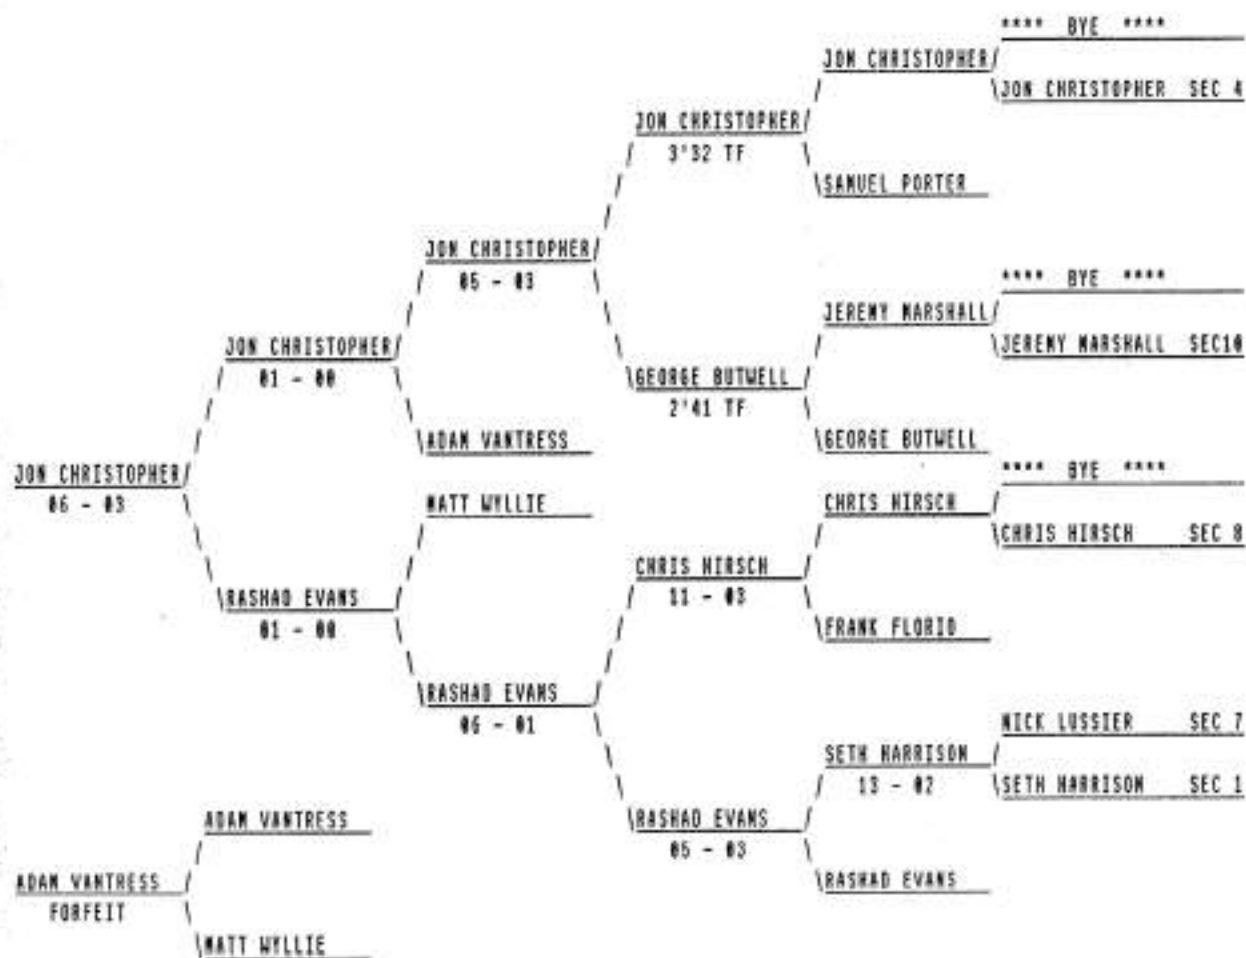 **** BYE ****
JON CHRISTOPHER
JON CHRISTOPHER SEC 4
JON CHRISTOPHER
3'32 TF
SAMUEL PORTER
JON CHRISTOPHER
05 - 03
**** BYE ****
JEREMY MARSHALL
JEREMY MARSHALL SEC10
JON CHRISTOPHER
01 - 00
GEORGE BUTWELL
2'41 TF
ADAM VANTRESS
GEORGE BUTWELL
JON CHRISTOPHER
06 - 03
**** BYE ****
MATT WYLLIE
CHRIS HIRSCH
CHRIS HIRSCH SEC 8
CHRIS HIRSCH
11 - 03
RASHAD EVANS
01 - 00
FRANK FLORIO
RASHAD EVANS
06 - 01
NICK LUSSIER SEC 7
SETH HARRISON
13 - 02
SETH HARRISON SEC 1
ADAM VANTRESS
RASHAD EVANS
05 - 03
ADAM VANTRESS
FORFEIT
RASHAD EVANS
MATT WYLLIE